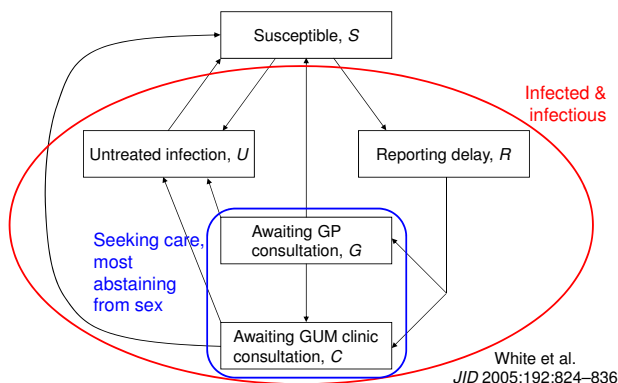 Susceptible, S
Infected &
infectious
Untreated infection, U
Reporting delay, R
Seeking care,
most
abstaining
from sex
Awaiting GP
consultation, G
Awaiting GUM clinic
consultation, C
White et al.
JID 2005:192:824–836